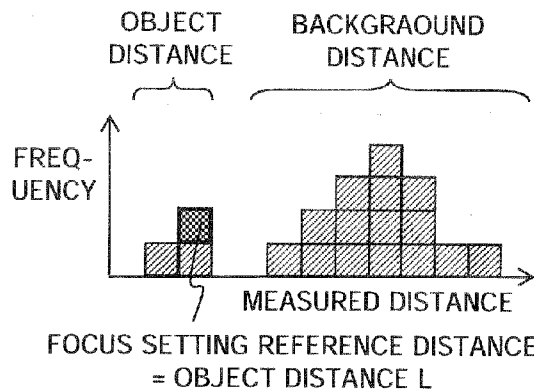 OBJECT
DISTANCE
BACKGRAOUND
DISTANCE
FREQ-
UENCY
MEASURED DISTANCE
FOCUS SETTING REFERENCE DISTANCE
= OBJECT DISTANCE L